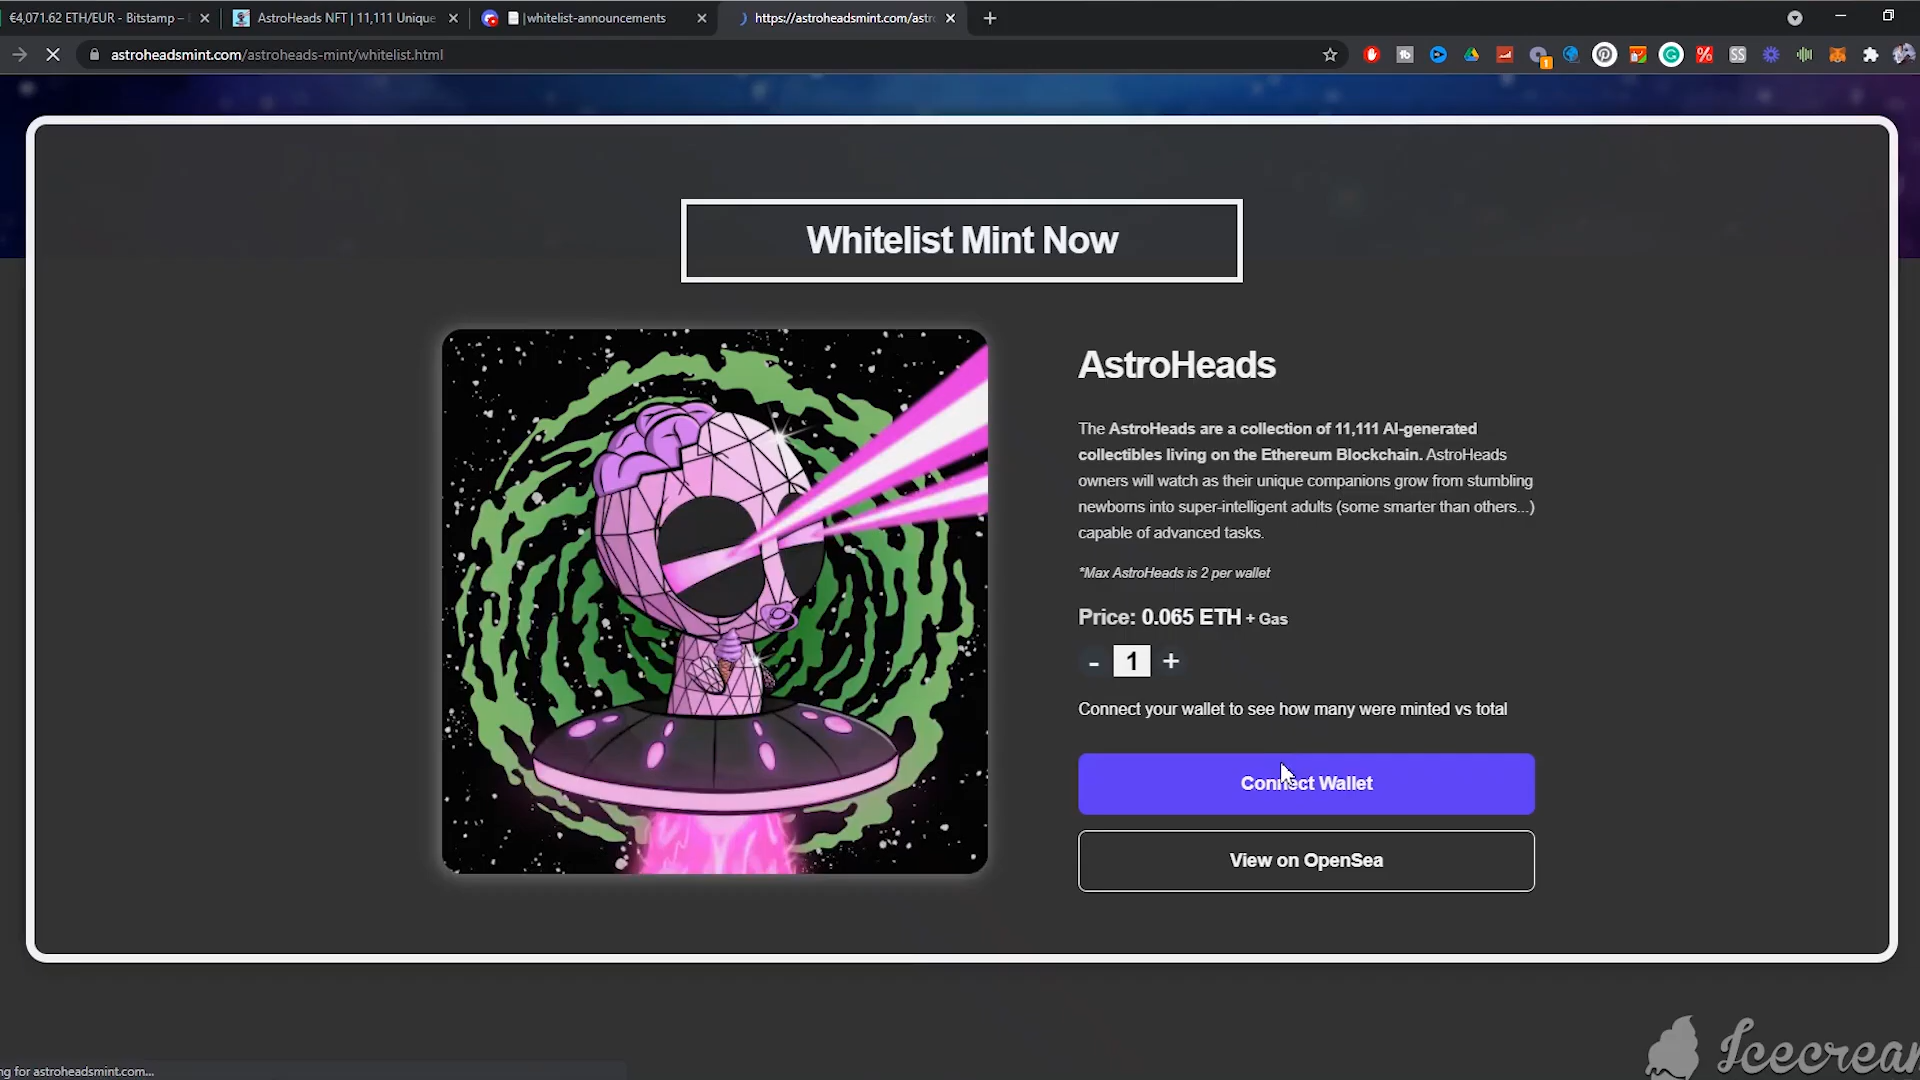 €4,071.62 ETH/EUR - Bitstamp –
AstroHeads NFT | 11,111 Unique
|whitelist-announcements
https://astroheadsmint.com/astr
astroheadsmint.com/astroheads-mint/whitelist.html
Whitelist Mint Now
AstroHeads
The AstroHeads are a collection of 11,111 AI-generated
collectibles living on the Ethereum Blockchain. AstroHeads
owners will watch as their unique companions grow from stumbling
newborns into super-intelligent adults (some smarter than others...)
capable of advanced tasks.
*Max AstroHeads is 2 per wallet
Price: 0.065 ETH + Gas
- 1 +
Connect your wallet to see how many were minted vs total
Connect Wallet
View on OpenSea
Icecream
ng for astroheadsmint.com...